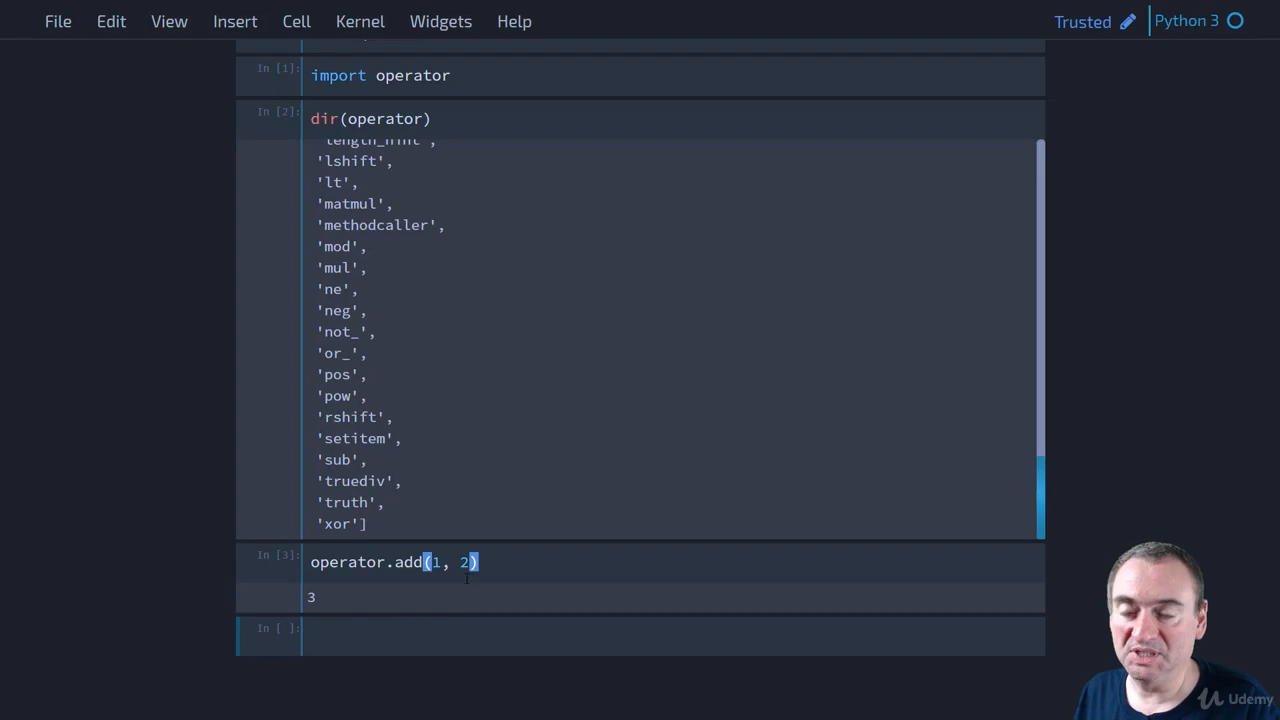 File Edit View Insert Cell Kernel Widgets Help Trusted Python 3
In [1]: import operator
In [2]: dir(operator)
'length_hint',
'lshift',
'lt',
'matmul',
'methodcaller',
'mod',
'mul',
'ne',
'neg',
'not_',
'or_',
'pos',
'pow',
'rshift',
'setitem',
'sub',
'truediv',
'truth',
'xor']
In [3]: operator.add(1, 2)
3
In [ ]:
Udemy